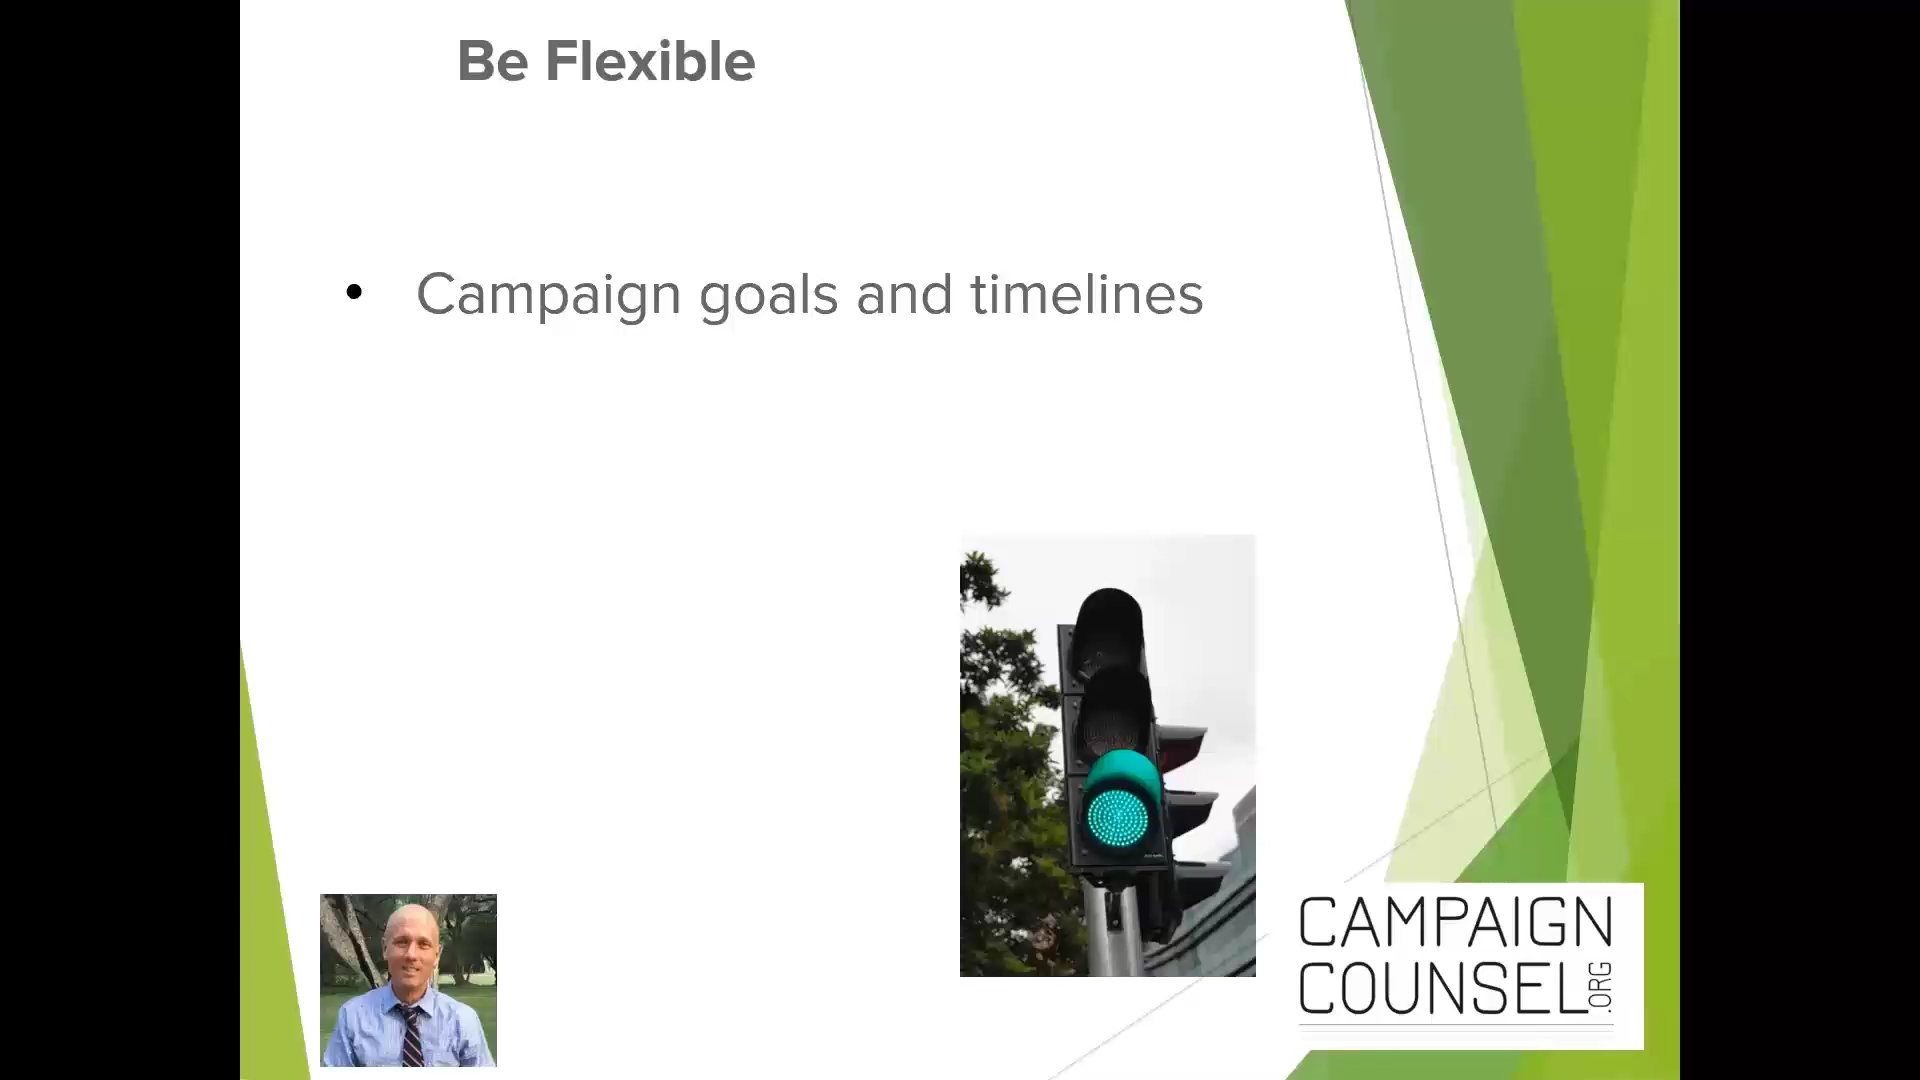 Be Flexible
• Campaign goals and timelines
CAMPAIGN
COUNSEL.ORG